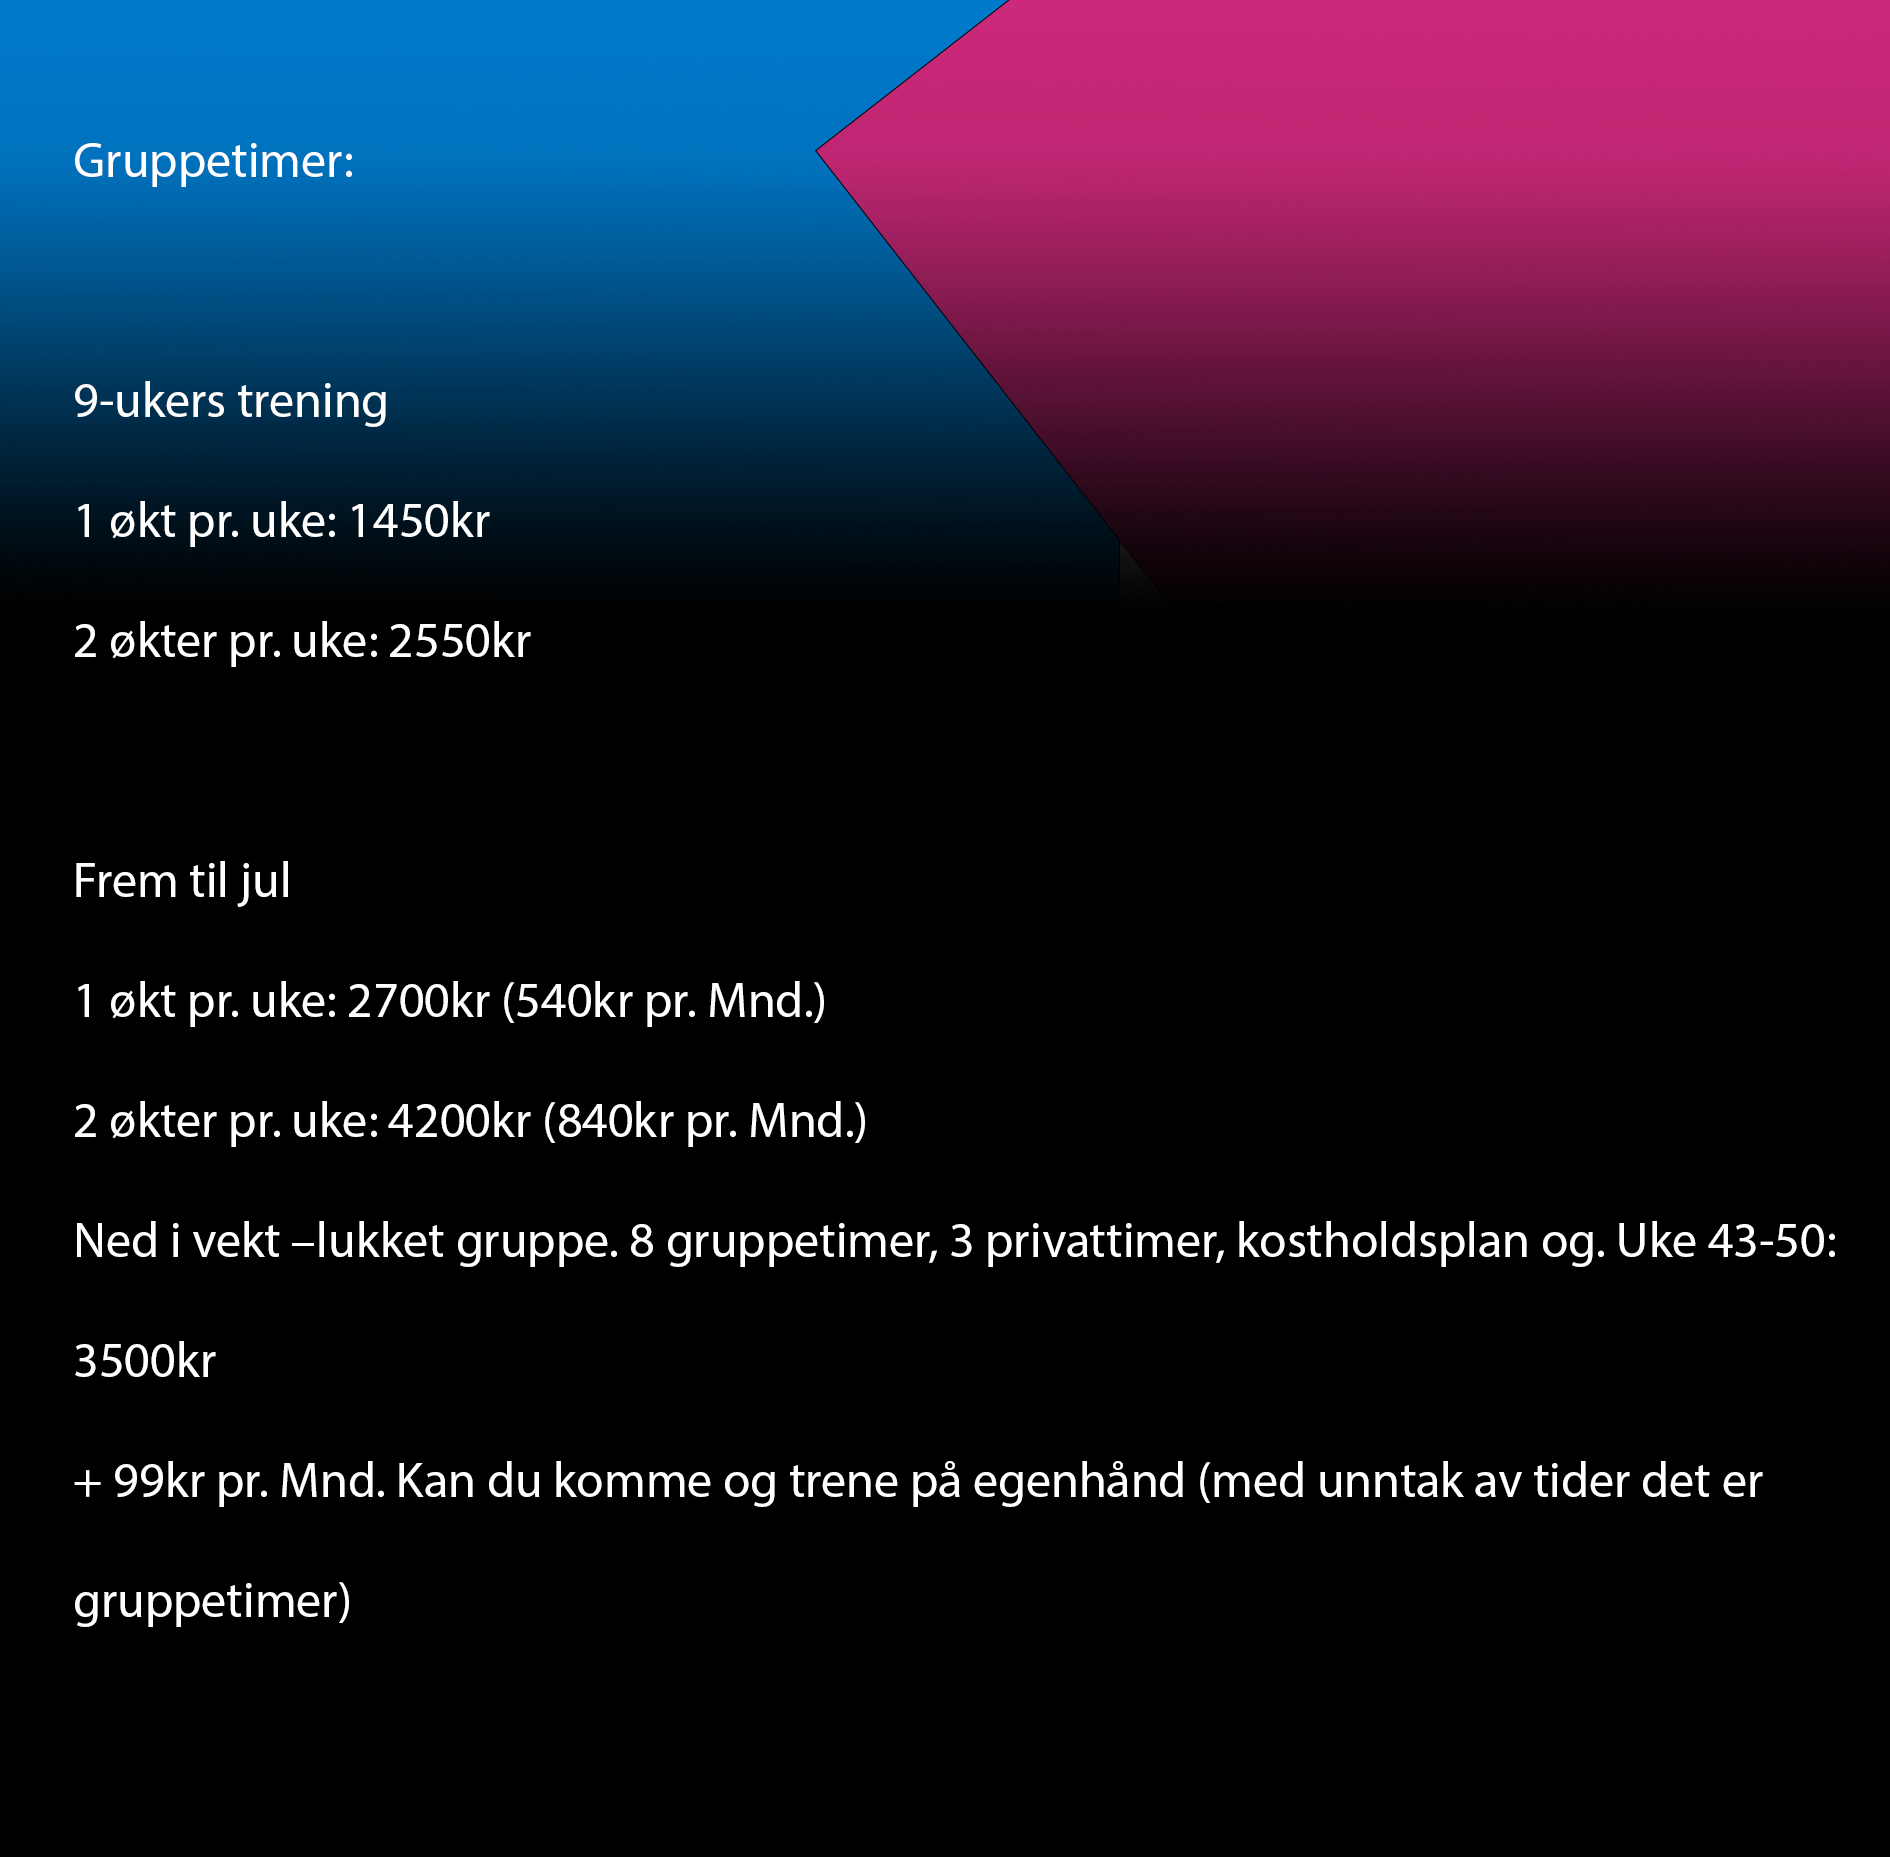 Gruppetimer:
9-ukers trening
1 økt pr. uke: 1450kr
2 økter pr. uke: 2550kr
Frem til jul
1 økt pr. uke: 2700kr (540kr pr. Mnd.)
2 økter pr. uke: 4200kr (840kr pr. Mnd.)
Ned i vekt –lukket gruppe. 8 gruppetimer, 3 privattimer, kostholdsplan og. Uke 43-50:
3500kr
+ 99kr pr. Mnd. Kan du komme og trene på egenhånd (med unntak av tider det er
gruppetimer)